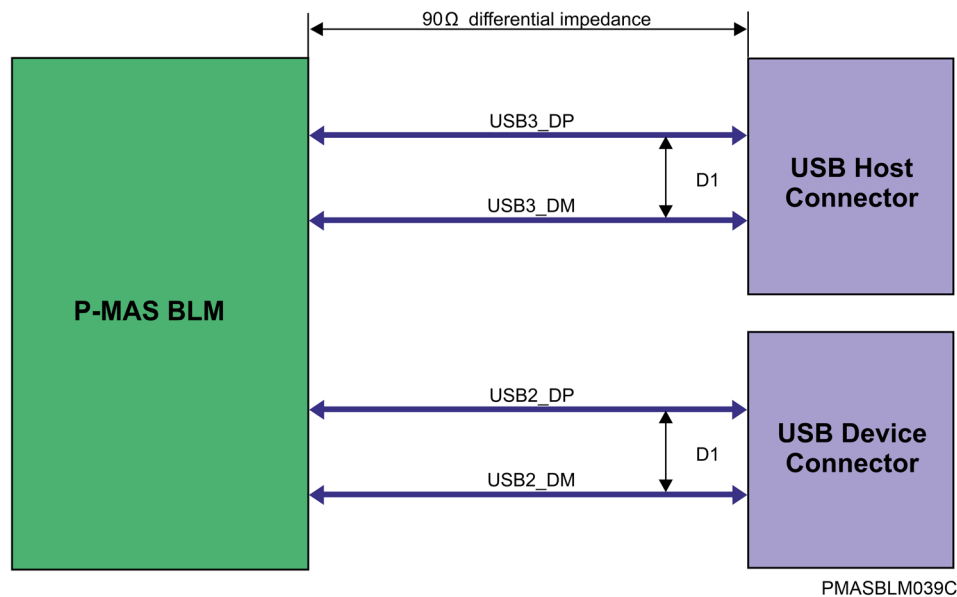 90Ω differential impedance
USB3_DP
D1
USB3_DM
USB Host
Connector
P-MAS BLM
USB2_DP
D1
USB2_DM
USB Device
Connector
PMASBLM039C